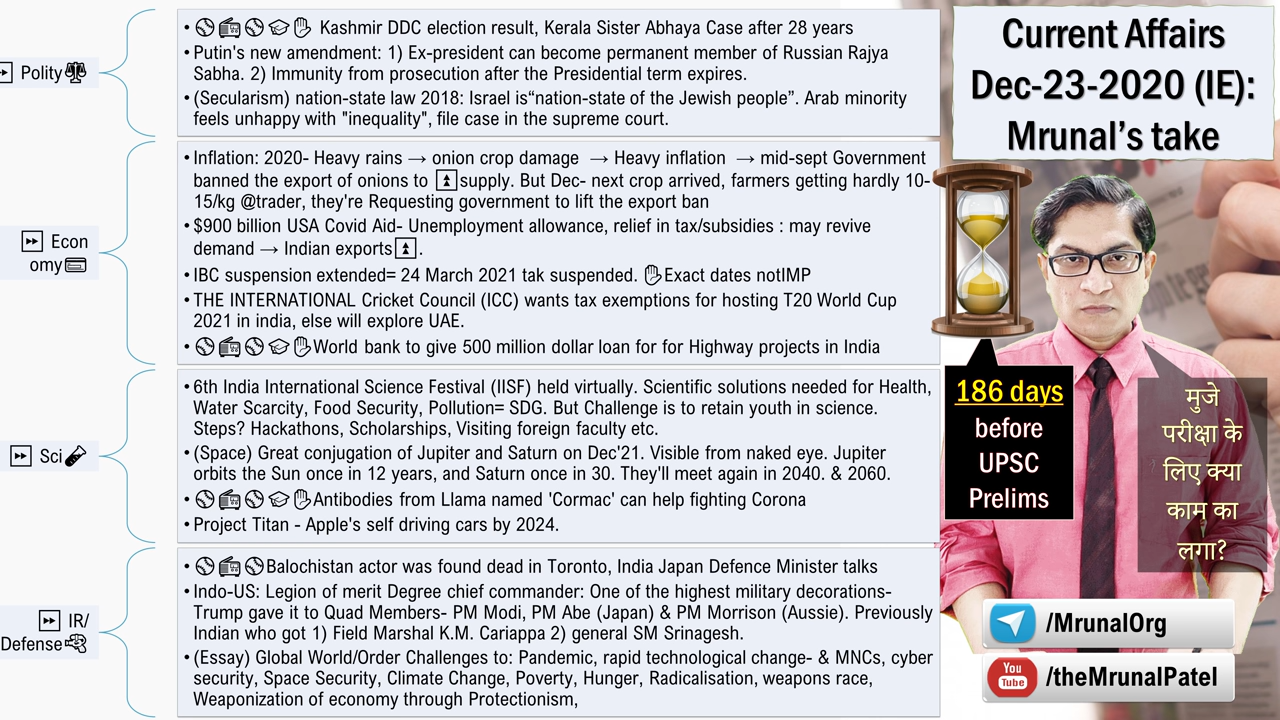 Current Affairs
Dec-23-2020 (IE):
Mrunal's take
Polity
Kashmir DDC election result, Kerala Sister Abhaya Case after 28 years
Putin's new amendment: 1) Ex-president can become permanent member of Russian Rajya
Sabha. 2) Immunity from prosecution after the Presidential term expires.
(Secularism) nation-state law 2018: Israel is“nation-state of the Jewish people”. Arab minority
feels unhappy with "inequality", file case in the supreme court.
Econ
omy
Inflation: 2020- Heavy rains → onion crop damage → Heavy inflation → mid-sept Government
banned the export of onions to ⏫supply. But Dec- next crop arrived, farmers getting hardly 10-
15/kg @trader, they're Requesting government to lift the export ban
$900 billion USA Covid Aid- Unemployment allowance, relief in tax/subsidies : may revive
demand → Indian exports⏫.
IBC suspension extended= 24 March 2021 tak suspended. ✋Exact dates notIMP
THE INTERNATIONAL Cricket Council (ICC) wants tax exemptions for hosting T20 World Cup
2021 in india, else will explore UAE.
World bank to give 500 million dollar loan for for Highway projects in India
Sci
6th India International Science Festival (IISF) held virtually. Scientific solutions needed for Health,
Water Scarcity, Food Security, Pollution= SDG. But Challenge is to retain youth in science.
Steps? Hackathons, Scholarships, Visiting foreign faculty etc.
(Space) Great conjugation of Jupiter and Saturn on Dec'21. Visible from naked eye. Jupiter
orbits the Sun once in 12 years, and Saturn once in 30. They'll meet again in 2040. & 2060.
Antibodies from Llama named 'Cormac' can help fighting Corona
Project Titan - Apple's self driving cars by 2024.
IR/
Defense
Balochistan actor was found dead in Toronto, India Japan Defence Minister talks
Indo-US: Legion of merit Degree chief commander: One of the highest military decorations-
Trump gave it to Quad Members- PM Modi, PM Abe (Japan) & PM Morrison (Aussie). Previously
Indian who got 1) Field Marshal K.M. Cariappa 2) general SM Srinagesh.
(Essay) Global World/Order Challenges to: Pandemic, rapid technological change- & MNCs, cyber
security, Space Security, Climate Change, Poverty, Hunger, Radicalisation, weapons race,
Weaponization of economy through Protectionism,
186 days
before
UPSC
Prelims
मुजे
परीक्षा के
लिए क्या
काम का
लगा?
/MrunalOrg
You
Tube
/theMrunalPatel